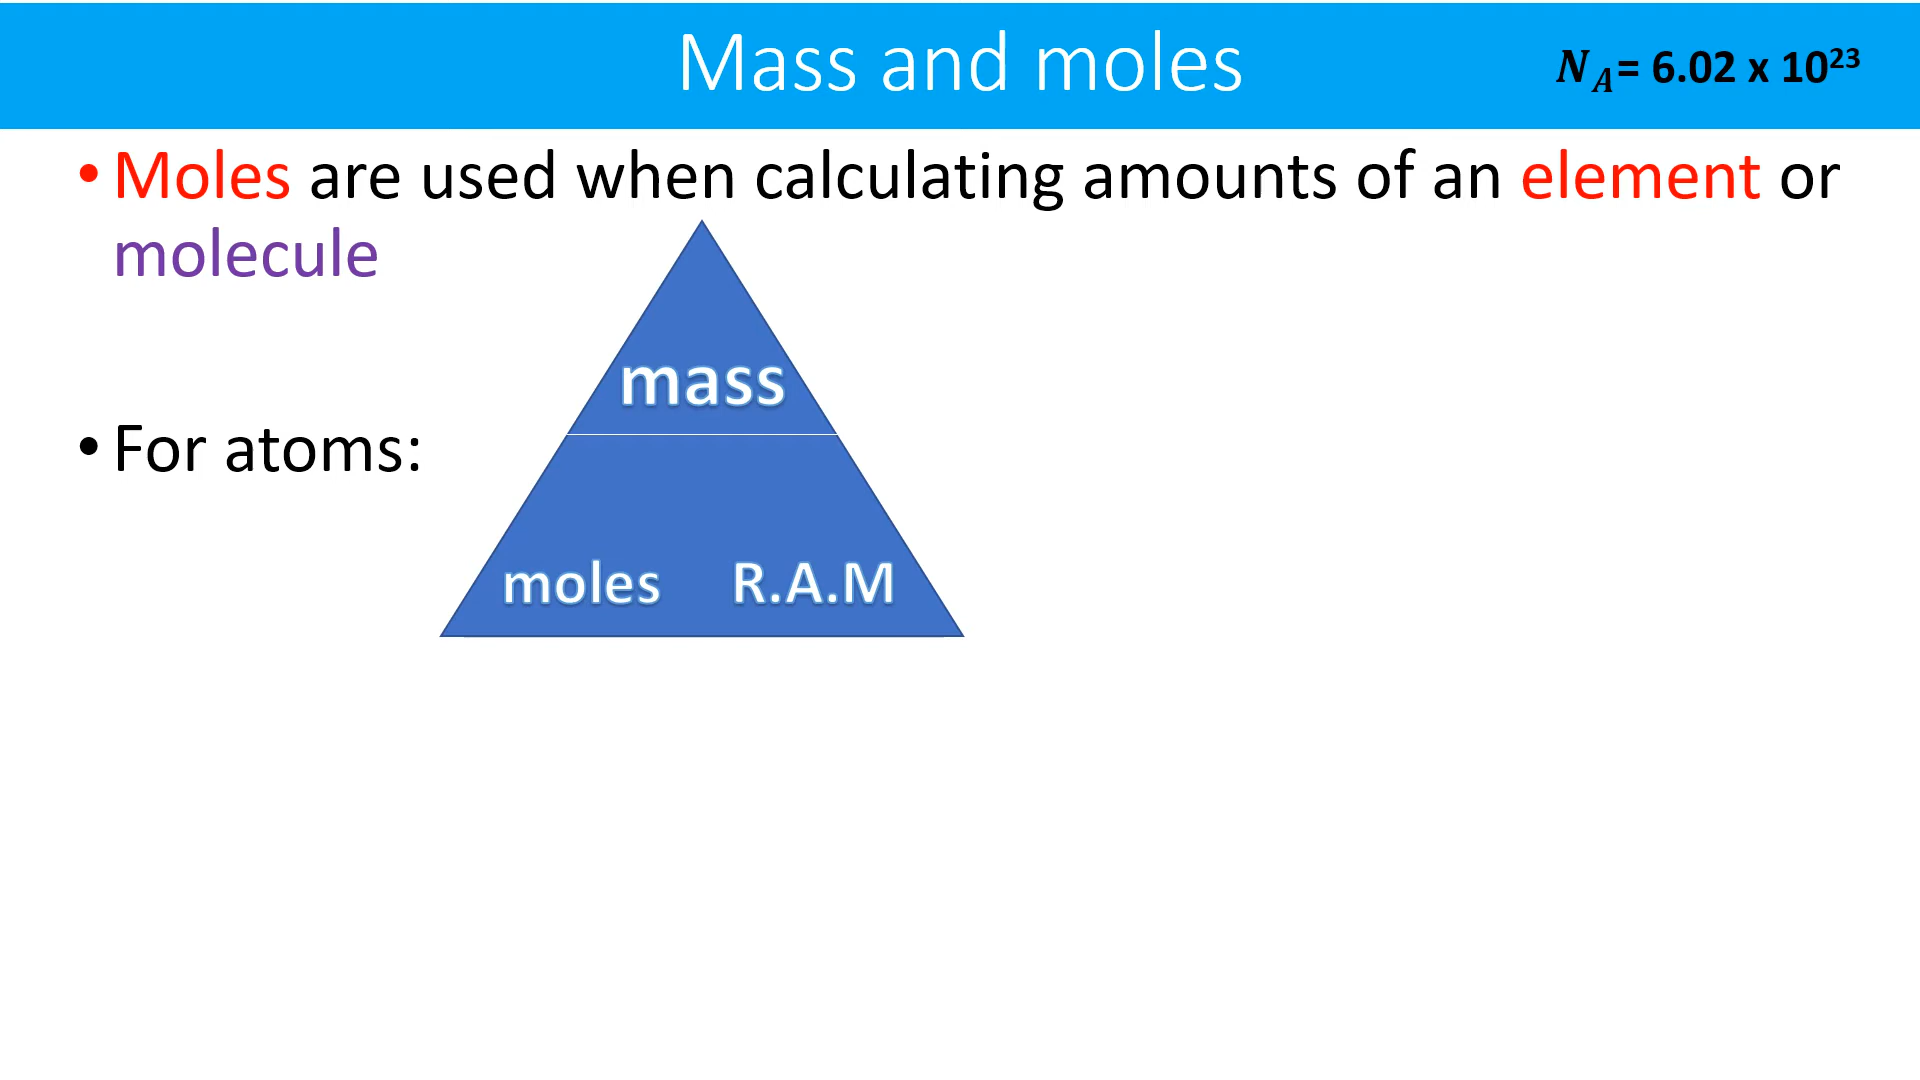 Mass and moles
N_A = 6.02 x 10²³
• Moles are used when calculating amounts of an element or
molecule
mass
• For atoms:
moles R.A.M